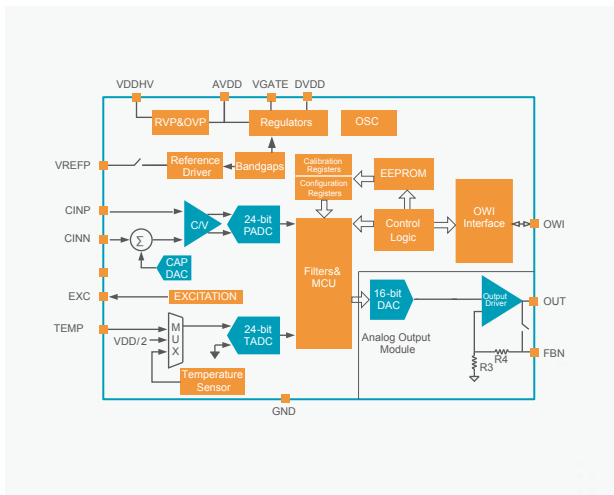 VDDHV
AVDD
VGATE
DVDD
RVP&OVP
Regulators
OSC
VREFP
Reference
Driver
Bandgaps
Calibration
Registers
Configuration
Registers
EEPROM
OWI
Interface
CINP
CINN
C/V
24-bit
PADC
Control
Logic
OWI
Σ
CAP
DAC
Filters&
MCU
EXC
EXCITATION
16-bit
DAC
Output
Driver
OUT
TEMP
VDD/2
MUX
24-bit
TADC
Analog Output
Module
R4
R3
FBN
Temperature
Sensor
GND